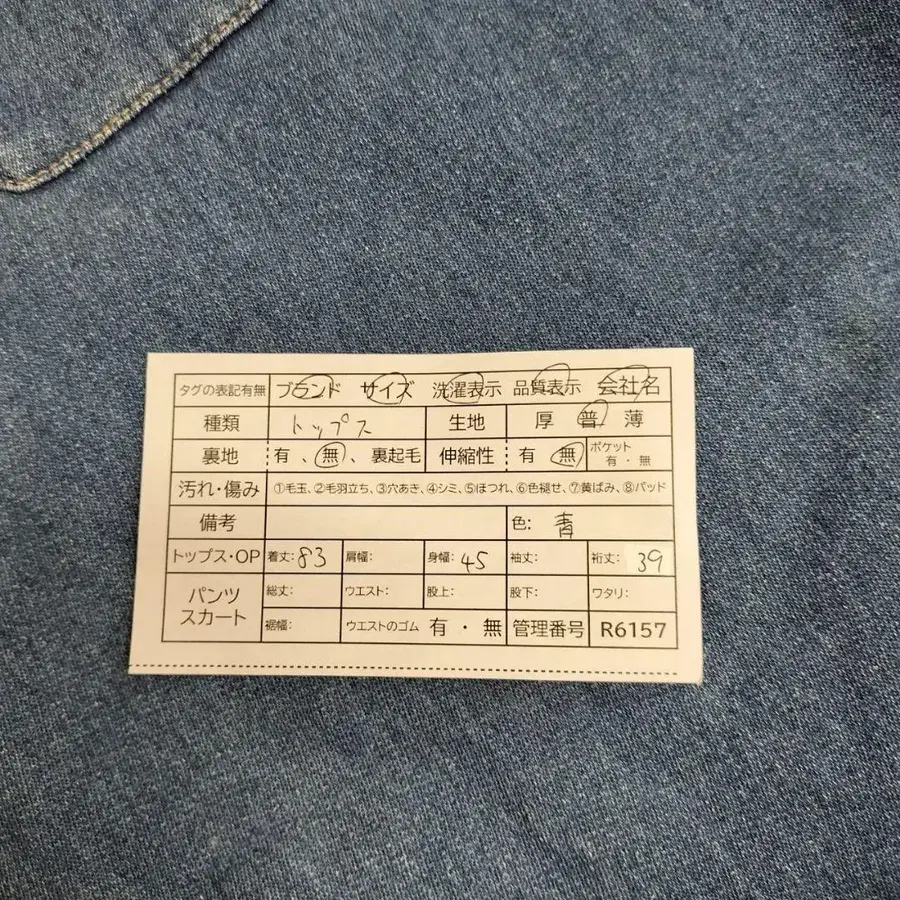 タグの表記有無 ブランド サイズ 洗濯表示 品質表示 会社名
種類 トップス 生地 厚 普 薄
裏地 有 、無 、裏起毛 伸縮性 有 無 ポケット 有・無
汚れ・傷み ①毛玉、②毛羽立ち、③穴あき、④シミ、⑤ほつれ、⑥色褪せ、⑦黄ばみ、⑧パッド
備考 色: 青
トップス・OP 着丈: 83 肩幅: 身幅: 45 袖丈: 裄丈: 39
パンツ スカート 総丈: ウエスト: 股上: 股下: ワタリ:
裾幅: ウエストのゴム 有 ・ 無 管理番号 R6157